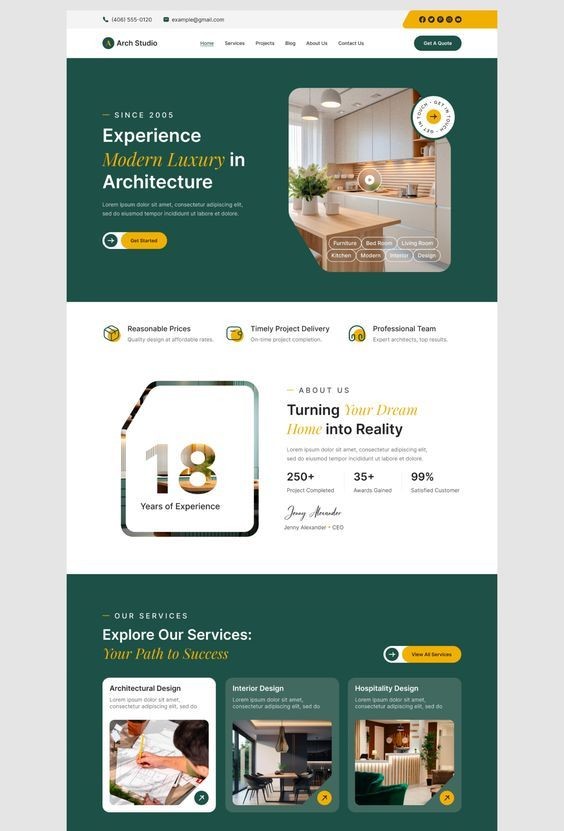 (406) 555-0120 example@gmail.com
A Arch Studio
Home Services Projects Blog About Us Contact Us
Get A Quote
SINCE 2005
Experience
Modern Luxury in
Architecture
Lorem ipsum dolor sit amet, consectetur adipiscing elit,
sed do eiusmod tempor incididunt ut labore et dolore.
Get Started
GET IN TOUCH • GET IN TOUCH •
Furniture Bed Room Living Room
Kitchen Modern Interior Design
Reasonable Prices
Quality design at affordable rates.
Timely Project Delivery
On-time project completion.
Professional Team
Expert architects, top results.
18
Years of Experience
ABOUT US
Turning Your Dream
Home into Reality
Lorem ipsum dolor sit amet, consectetur adipiscing elit,
sed do eiusmod tempor incididunt ut labore et dolore.
250+ 35+ 99%
Project Completed Awards Gained Satisfied Customer
Jenny Alexander
Jenny Alexander • CEO
OUR SERVICES
Explore Our Services:
Your Path to Success
View All Services
Architectural Design
Lorem ipsum dolor sit amet,
consectetur adipiscing elit, sed do
Interior Design
Lorem ipsum dolor sit amet,
consectetur adipiscing elit, sed do
Hospitality Design
Lorem ipsum dolor sit amet,
consectetur adipiscing elit, sed do